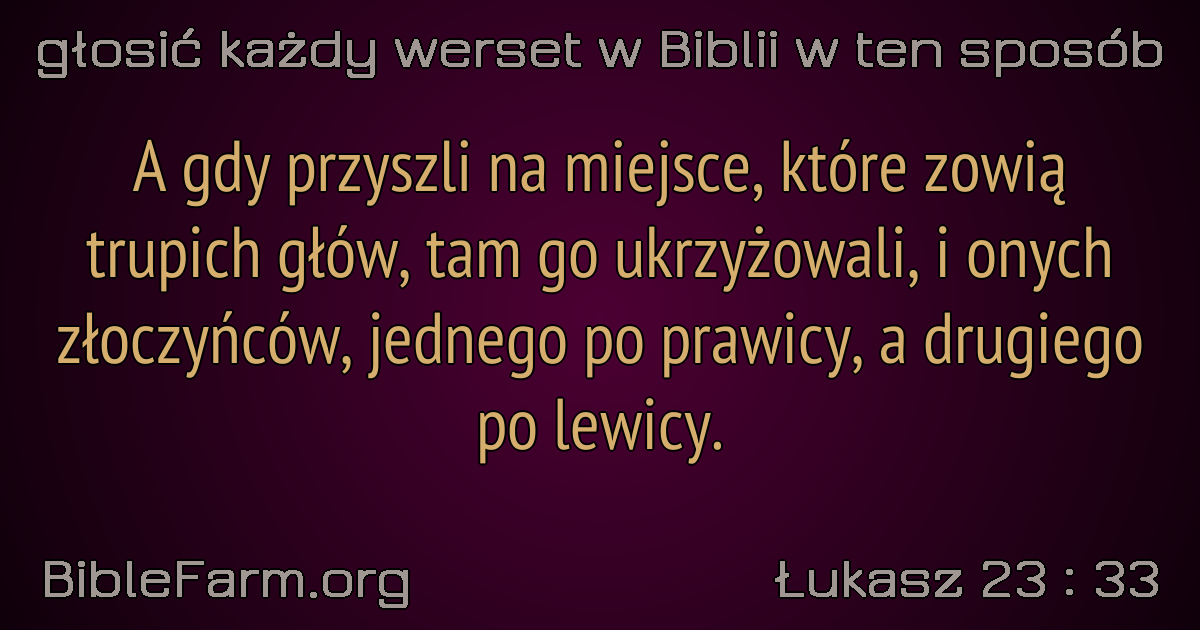 głosić każdy werset w Biblii w ten sposób
A gdy przyszli na miejsce, które zowią
trupich głów, tam go ukrzyżowali, i onych
złoczyńców, jednego po prawicy, a drugiego
po lewicy.
BibleFarm.org
Łukasz 23 : 33